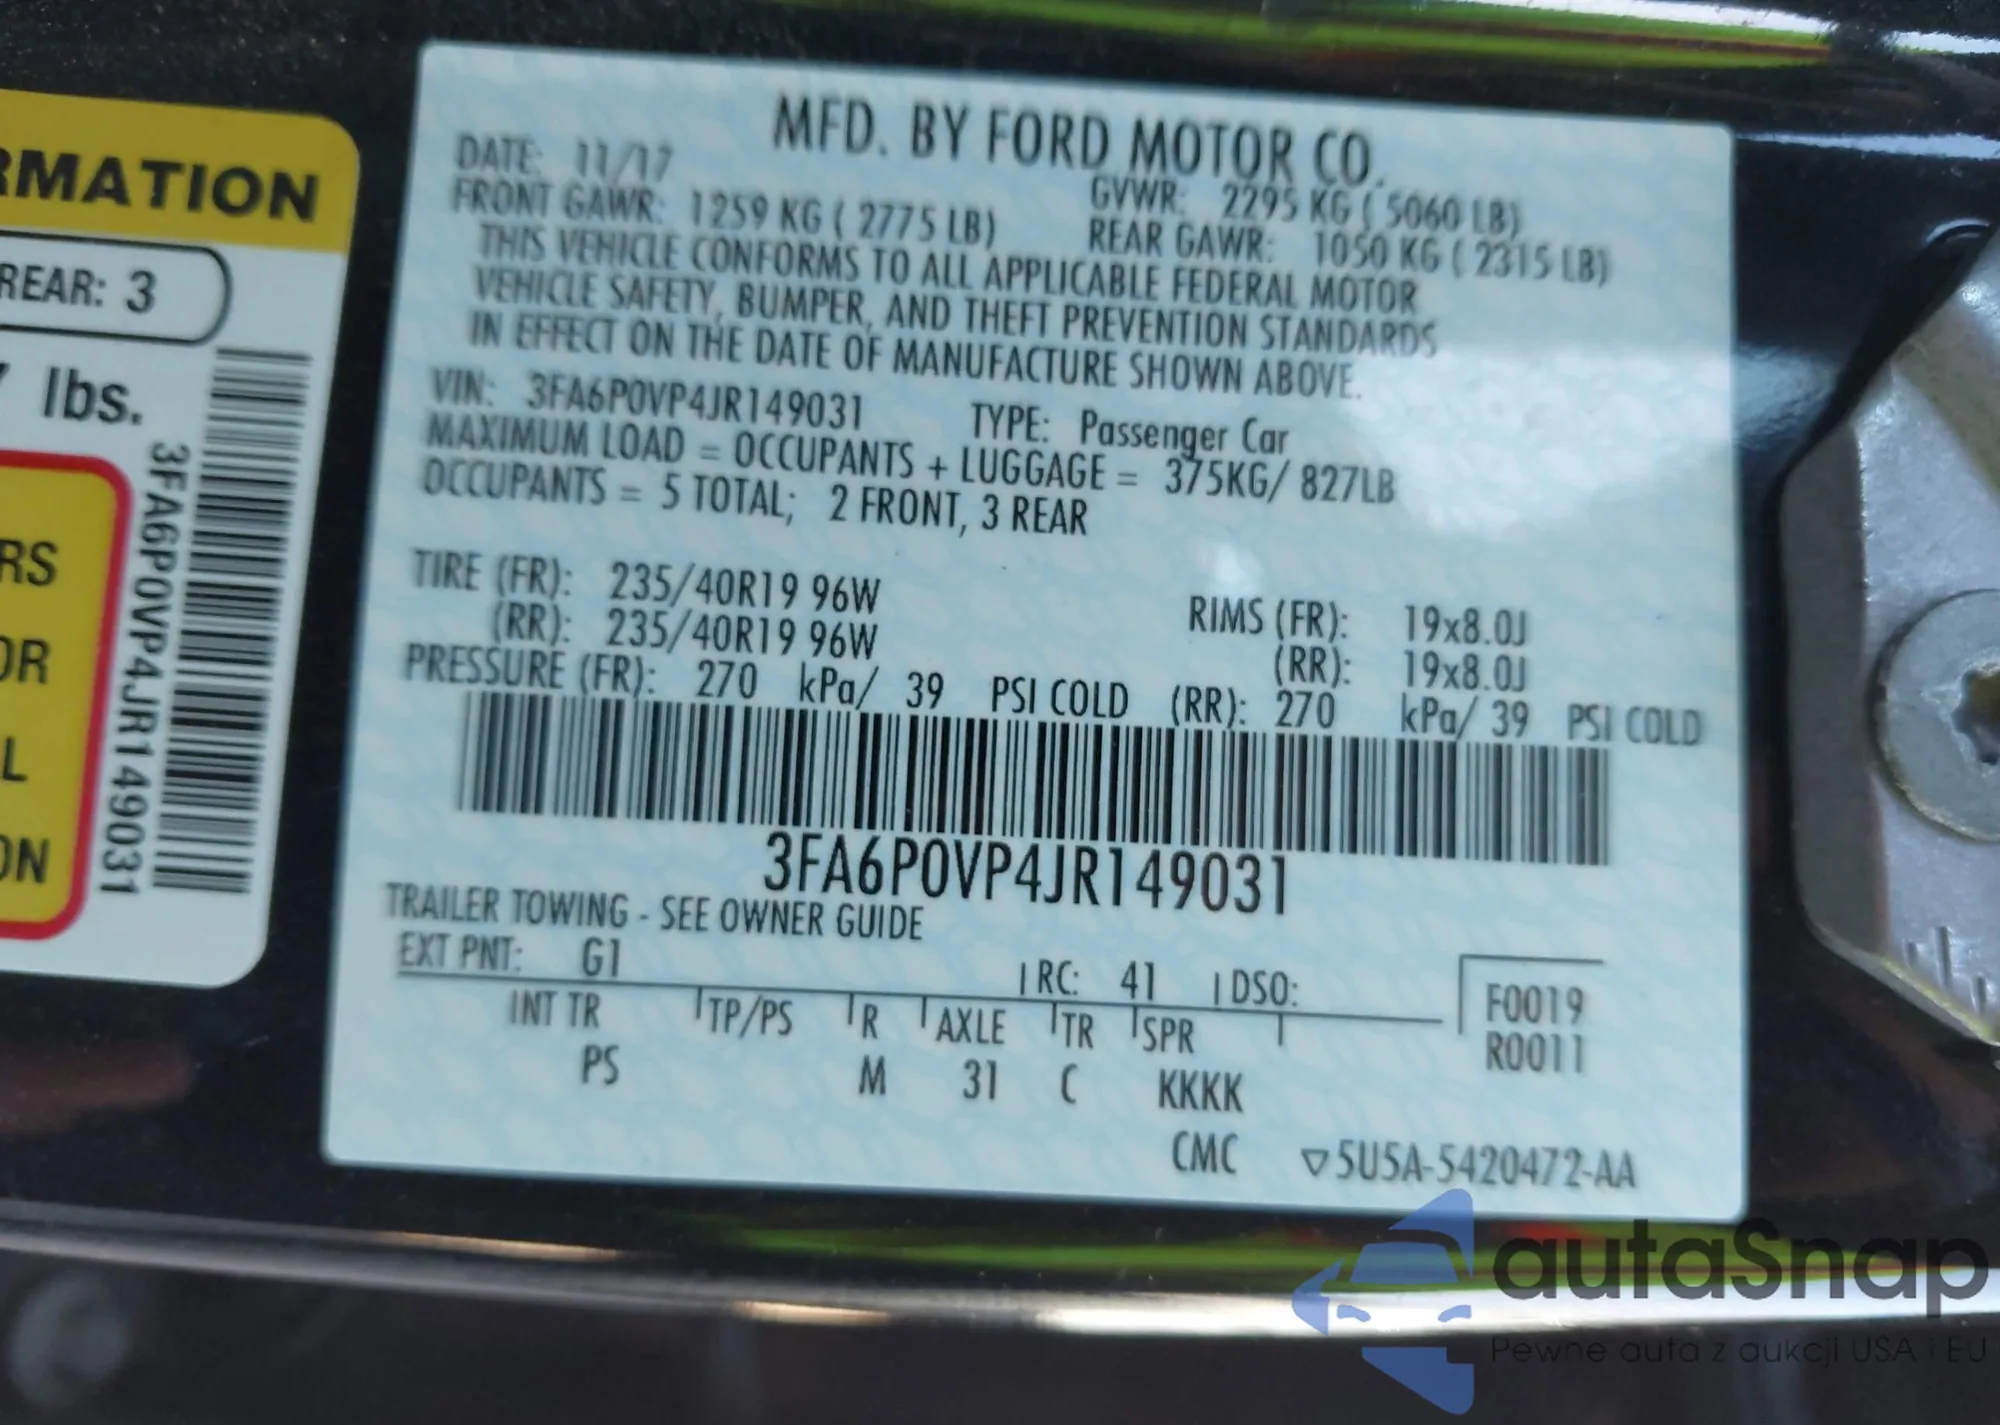 RMATION
REAR: 3
lbs.
RS
OR
L
ON
3FA6P0VP4JR149031
MFD. BY FORD MOTOR CO.
DATE: 11/17
GVWR: 2295 KG ( 5060 LB)
FRONT GAWR: 1259 KG ( 2775 LB)
REAR GAWR: 1050 KG ( 2315 LB)
THIS VEHICLE CONFORMS TO ALL APPLICABLE FEDERAL MOTOR
VEHICLE SAFETY, BUMPER, AND THEFT PREVENTION STANDARDS
IN EFFECT ON THE DATE OF MANUFACTURE SHOWN ABOVE.
VIN: 3FA6P0VP4JR149031 TYPE: Passenger Car
MAXIMUM LOAD = OCCUPANTS + LUGGAGE = 375KG/ 827LB
OCCUPANTS = 5 TOTAL; 2 FRONT, 3 REAR
TIRE (FR): 235/40R19 96W RIMS (FR): 19x8.0J
(RR): 235/40R19 96W (RR): 19x8.0J
PRESSURE (FR): 270 kPa/ 39 PSI COLD (RR): 270 kPa/ 39 PSI COLD
3FA6P0VP4JR149031
TRAILER TOWING - SEE OWNER GUIDE
EXT PNT: G1 RC: 41 DSO:
INT TR TP/PS R AXLE TR SPR
PS M 31 C KKKK
F0019
R0011
CMC ▽5U5A-5420472-AA
autaSnap
Pewne auta z aukcji USA i EU